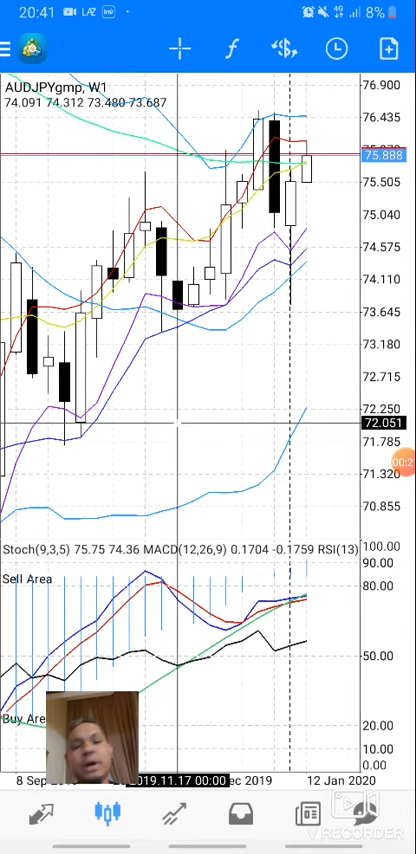 20:41 LAZ 4G 8%
AUDJPYgmp, W1
74.091 74.312 73.480 73.687
76.900
76.435
75.888
75.505
75.040
74.575
74.110
73.645
73.180
72.715
72.250
72.051
71.785
71.320
70.855
00:2
Stoch(9,3,5) 75.75 74.36 MACD(12,26,9) 0.1704 -0.1759 RSI(13)
100.00
90.00
Sell Area
80.00
50.00
Buy Are
20.00
10.00
0.00
8 Sep 2019.11.17 00:00 ec 2019 12 Jan 2020
V RECORDER